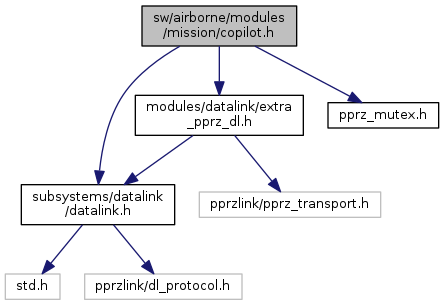 sw/airborne/modules
/mission/copilot.h
modules/datalink/extra
_pprz_dl.h
pprz_mutex.h
subsystems/datalink
/datalink.h
pprzlink/pprz_transport.h
std.h
pprzlink/dl_protocol.h